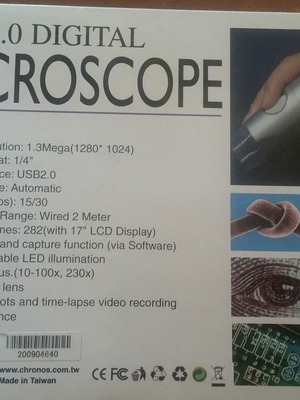 .0 DIGITAL
CROSCOPE
ution: 1.3Mega(1280* 1024)
at: 1/4"
ce: USB2.0
e: Automatic
os): 15/30
Range: Wired 2 Meter
nes: 282(with 17" LCD Display)
and capture function (via Software)
able LED illumination
us.(10-100x, 230x)
lens
ots and time-lapse video recording
nce
200904640
www.chronos.com.tw
Made in Taiwan
CE FC